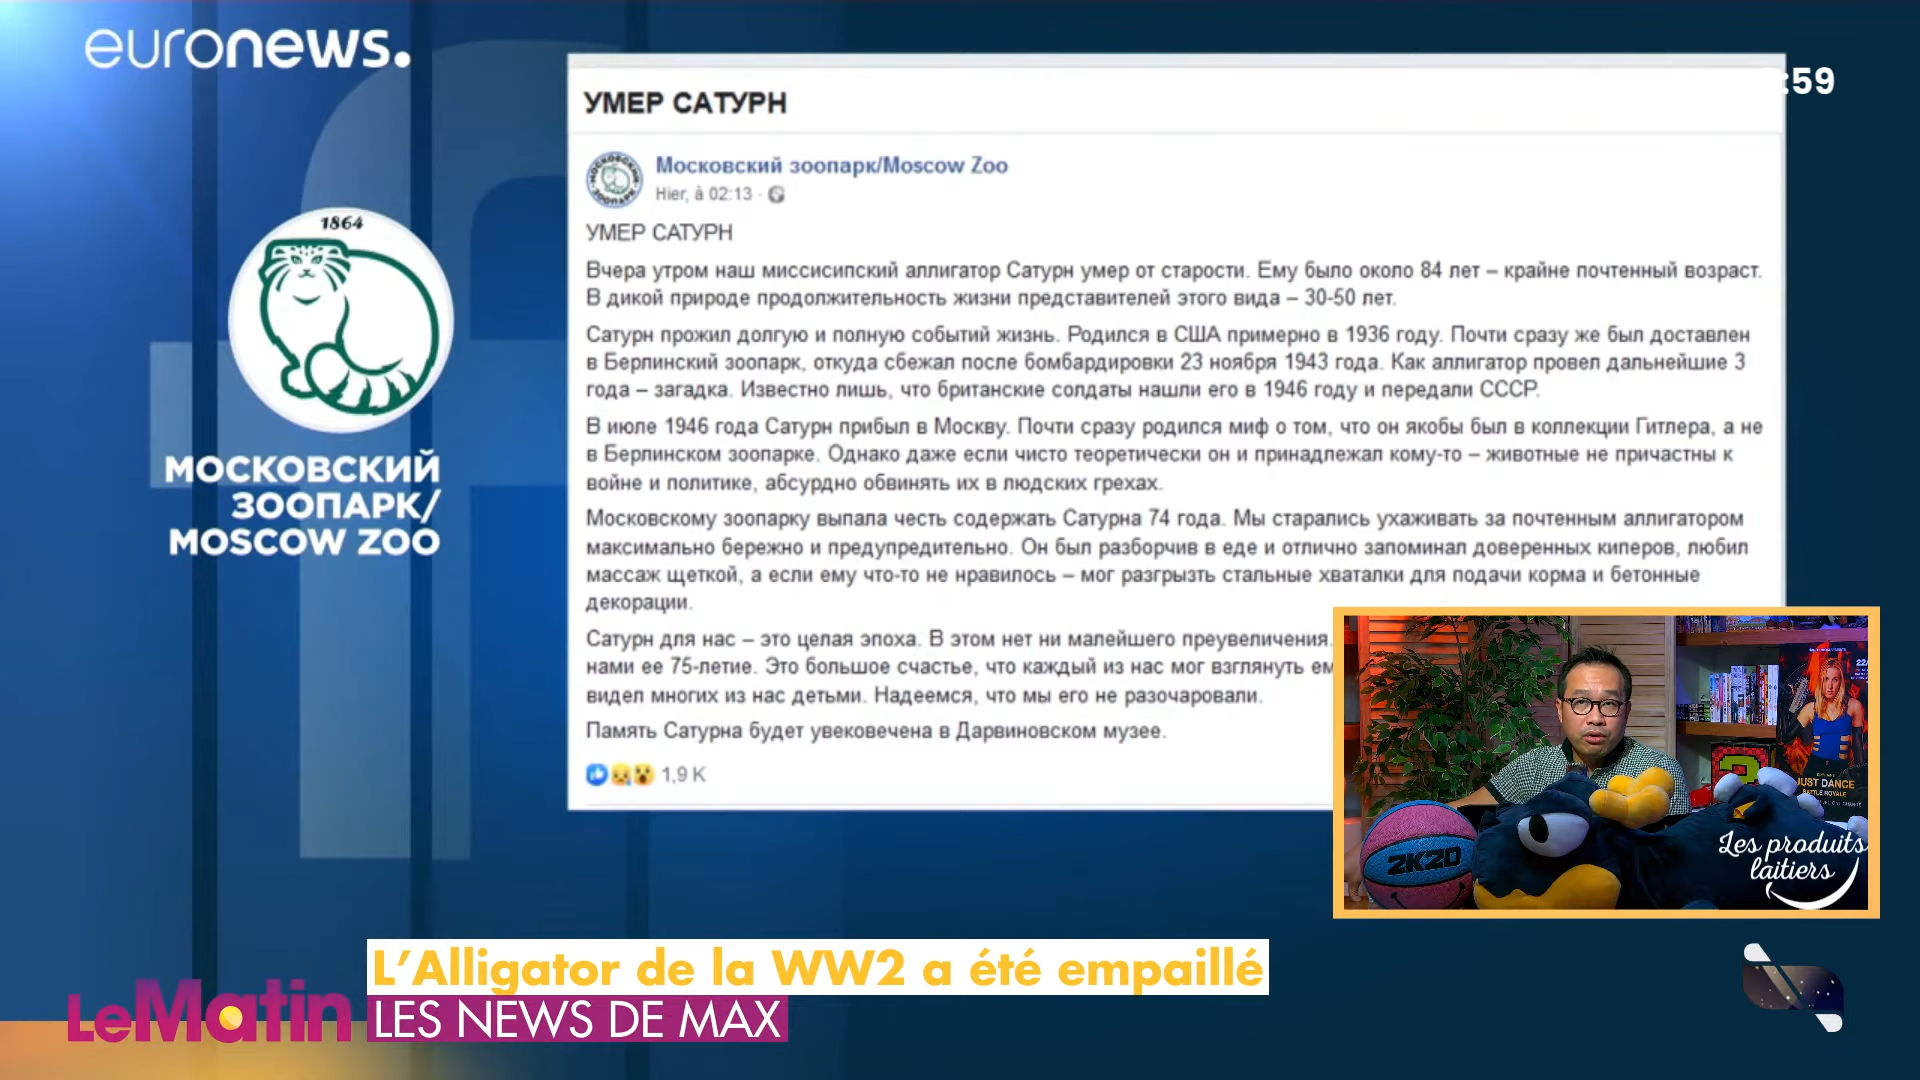 euronews.
:59
УМЕР САТУРН
Московский зоопарк/Moscow Zoo
Hier, à 02:13 ·
УМЕР САТУРН
Вчера утром наш миссисипский аллигатор Сатурн умер от старости. Ему было около 84 лет – крайне почтенный возраст.
В дикой природе продолжительность жизни представителей этого вида – 30-50 лет.
Сатурн прожил долгую и полную событий жизнь. Родился в США примерно в 1936 году. Почти сразу же был доставлен
в Берлинский зоопарк, откуда сбежал после бомбардировки 23 ноября 1943 года. Как аллигатор провел дальнейшие 3
года – загадка. Известно лишь, что британские солдаты нашли его в 1946 году и передали СССР.
В июле 1946 года Сатурн прибыл в Москву. Почти сразу родился миф о том, что он якобы был в коллекции Гитлера, а не
в Берлинском зоопарке. Однако даже если чисто теоретически он и принадлежал кому-то – животные не причастны к
войне и политике, абсурдно обвинять их в людских грехах.
Московскому зоопарку выпала честь содержать Сатурна 74 года. Мы старались ухаживать за почтенным аллигатором
максимально бережно и предупредительно. Он был разборчив в еде и отлично запоминал доверенных киперов, любил
массаж щеткой, а если ему что-то не нравилось – мог разгрызть стальные хваталки для подачи корма и бетонные
декорации.
Сатурн для нас – это целая эпоха. В этом нет ни малейшего преувеличения.
нами ее 75-летие. Это большое счастье, что каждый из нас мог взглянуть ем
видел многих из нас детьми. Надеемся, что мы его не разочаровали.
Память Сатурна будет увековечена в Дарвиновском музее.
1,9 K
1864
МОСКОВСКИЙ
ЗООПАРК/
MOSCOW ZOO
22/
JUST DANCE
BATTLE ROYALE
2K20
Les produits
laitiers
L'Alligator de la WW2 a été empaillé
LeMatin
LES NEWS DE MAX